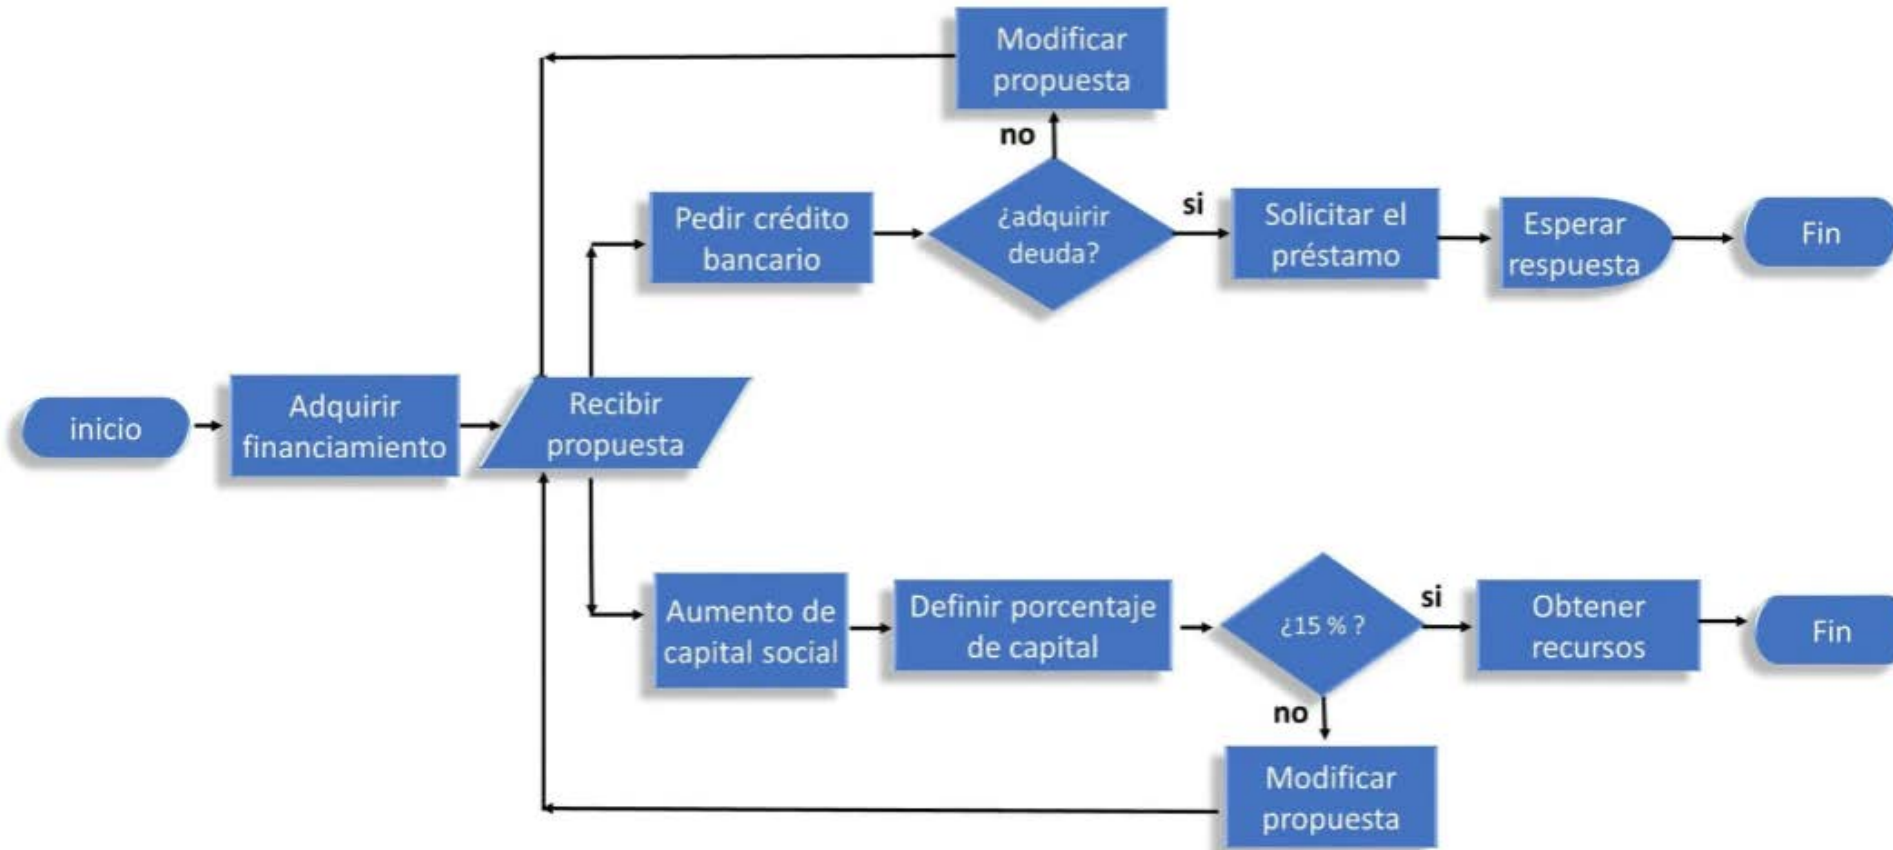 Modificar
propuesta
no
Pedir crédito
bancario
¿adquirir
deuda?
si
Solicitar el
préstamo
Esperar
respuesta
Fin
inicio
Adquirir
financiamiento
Recibir
propuesta
Aumento de
capital social
Definir porcentaje
de capital
¿15 % ?
si
Obtener
recursos
Fin
no
Modificar
propuesta